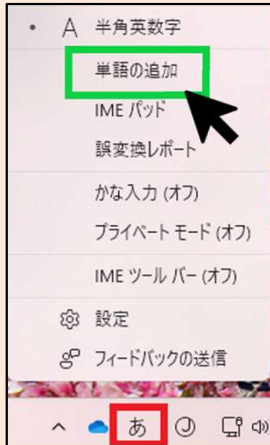 A 半角英数字
単語の追加
IME パッド
誤変換レポート
かな入力 (オフ)
プライベート モード (オフ)
IME ツール バー (オフ)
設定
フィードバックの送信
あ